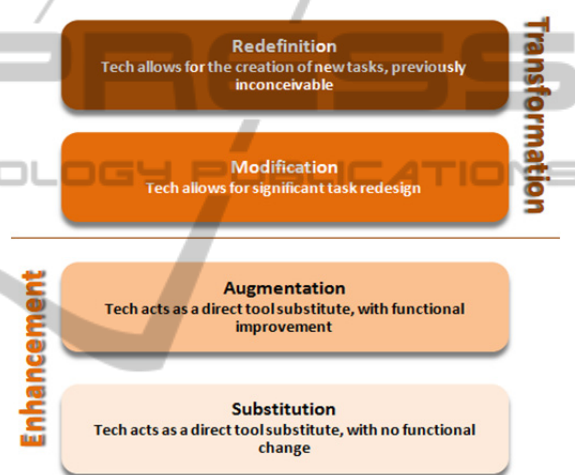 Redefinition
Tech allows for the creation of new tasks, previously
inconceivable
Transformation
Modification
Tech allows for significant task redesign
Enhancement
Augmentation
Tech acts as a direct tool substitute, with functional
improvement
Substitution
Tech acts as a direct tool substitute, with no functional
change